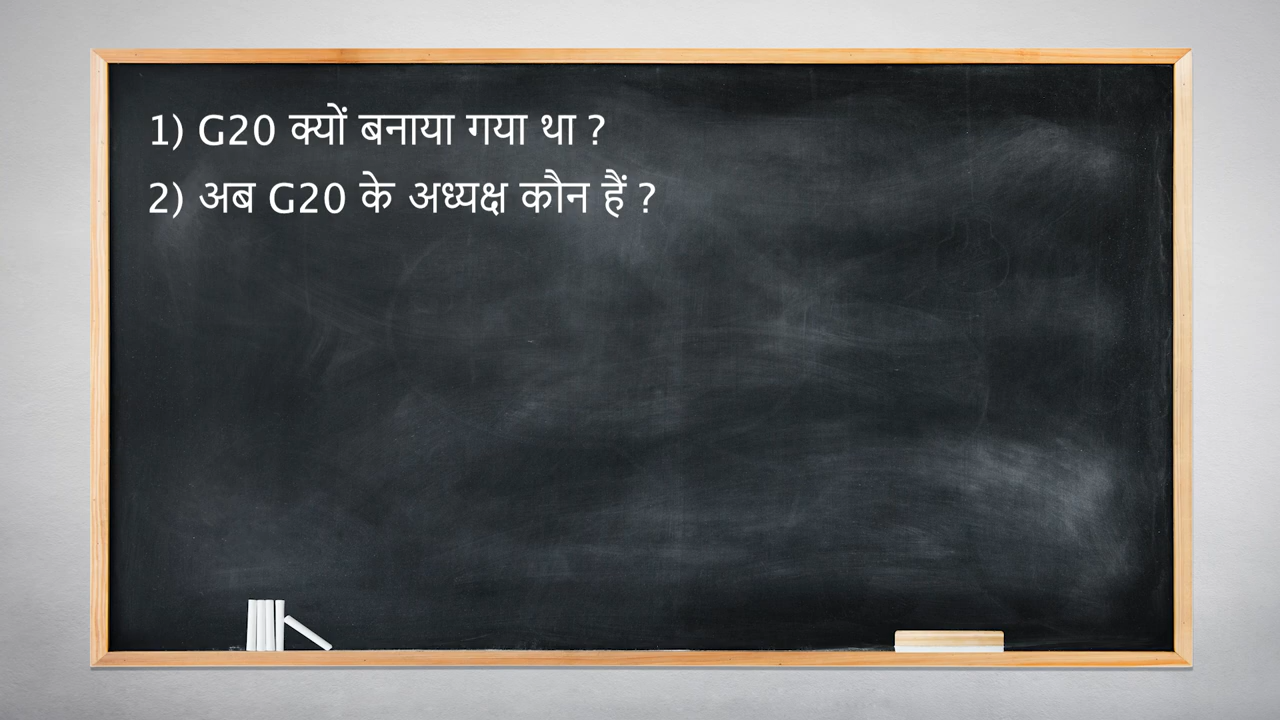 1) G20 क्यों बनाया गया था ?
2) अब G20 के अध्यक्ष कौन हैं ?